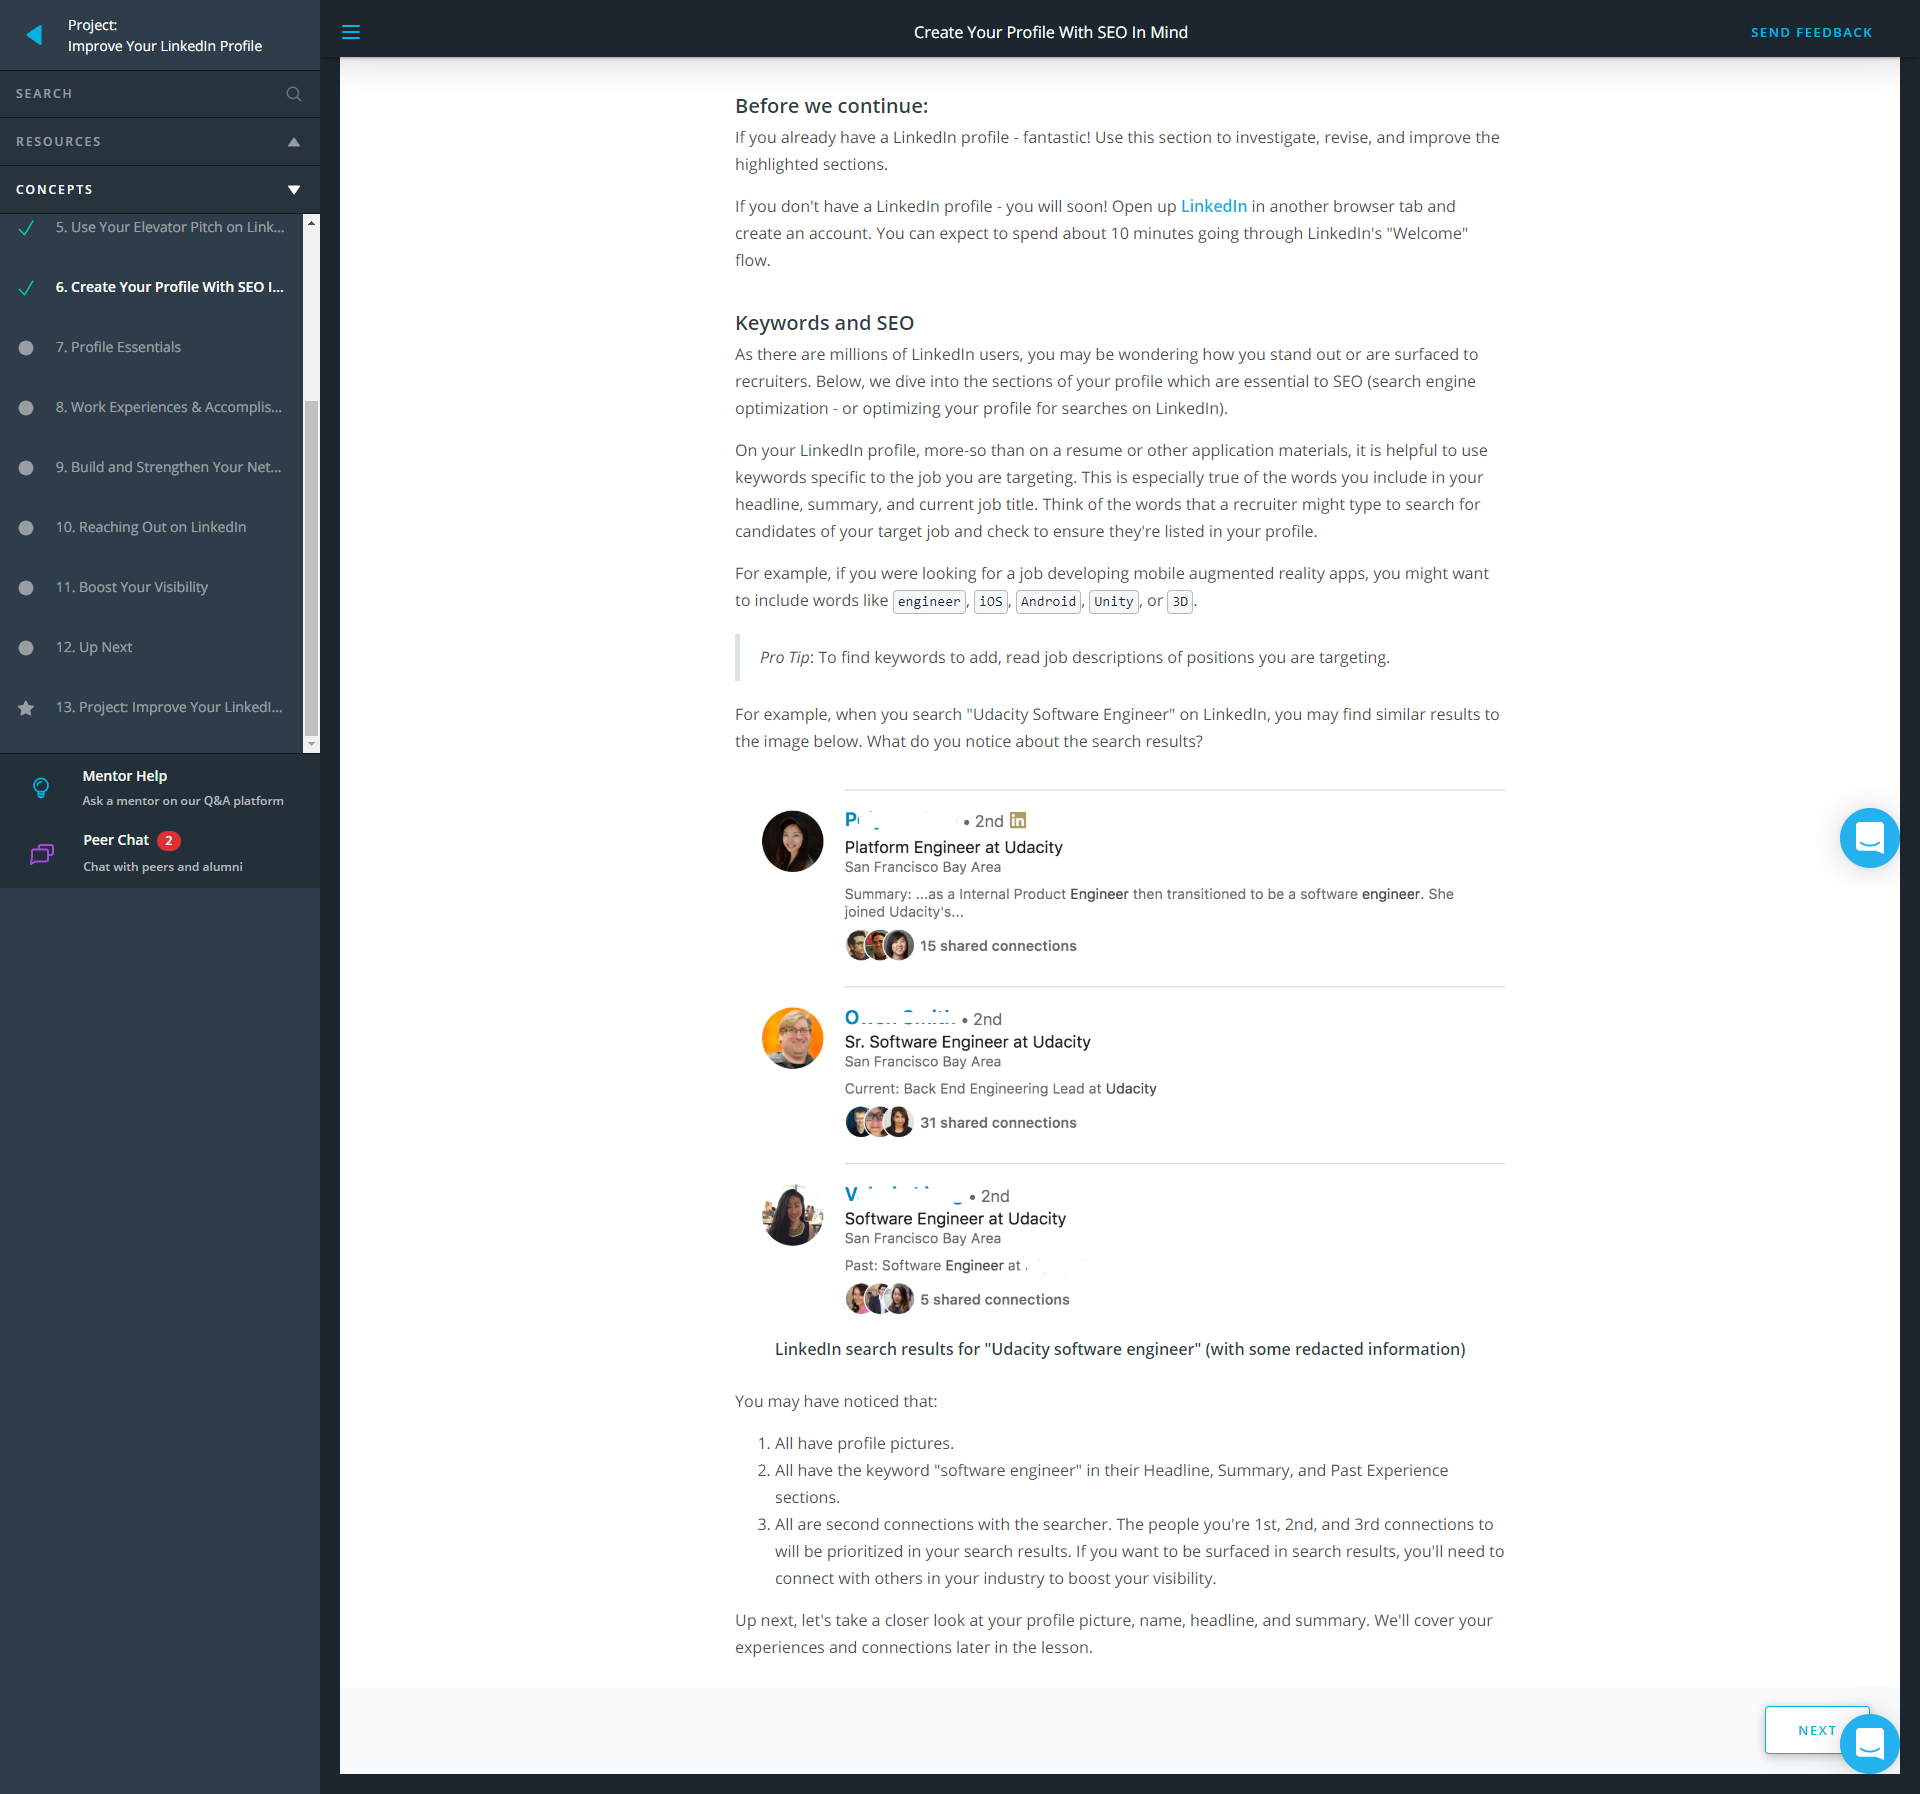 Project:
Improve Your LinkedIn Profile
SEARCH
RESOURCES
CONCEPTS
5. Use Your Elevator Pitch on Link...
6. Create Your Profile With SEO I...
7. Profile Essentials
8. Work Experiences & Accomplis...
9. Build and Strengthen Your Net...
10. Reaching Out on LinkedIn
11. Boost Your Visibility
12. Up Next
13. Project: Improve Your LinkedI...
Mentor Help
Ask a mentor on our Q&A platform
Peer Chat 2
Chat with peers and alumni
Create Your Profile With SEO In Mind
SEND FEEDBACK
Before we continue:
If you already have a LinkedIn profile - fantastic! Use this section to investigate, revise, and improve the
highlighted sections.
If you don't have a LinkedIn profile - you will soon! Open up LinkedIn in another browser tab and
create an account. You can expect to spend about 10 minutes going through LinkedIn's "Welcome"
flow.
Keywords and SEO
As there are millions of LinkedIn users, you may be wondering how you stand out or are surfaced to
recruiters. Below, we dive into the sections of your profile which are essential to SEO (search engine
optimization - or optimizing your profile for searches on LinkedIn).
On your LinkedIn profile, more-so than on a resume or other application materials, it is helpful to use
keywords specific to the job you are targeting. This is especially true of the words you include in your
headline, summary, and current job title. Think of the words that a recruiter might type to search for
candidates of your target job and check to ensure they're listed in your profile.
For example, if you were looking for a job developing mobile augmented reality apps, you might want
to include words like engineer, iOS, Android, Unity, or 3D.
Pro Tip: To find keywords to add, read job descriptions of positions you are targeting.
For example, when you search "Udacity Software Engineer" on LinkedIn, you may find similar results to
the image below. What do you notice about the search results?
• 2nd in
Platform Engineer at Udacity
San Francisco Bay Area
Summary: ...as a Internal Product Engineer then transitioned to be a software engineer. She
joined Udacity's...
15 shared connections
• 2nd
Sr. Software Engineer at Udacity
San Francisco Bay Area
Current: Back End Engineering Lead at Udacity
31 shared connections
• 2nd
Software Engineer at Udacity
San Francisco Bay Area
Past: Software Engineer at
5 shared connections
LinkedIn search results for "Udacity software engineer" (with some redacted information)
You may have noticed that:
1. All have profile pictures.
2. All have the keyword "software engineer" in their Headline, Summary, and Past Experience
sections.
3. All are second connections with the searcher. The people you're 1st, 2nd, and 3rd connections to
will be prioritized in your search results. If you want to be surfaced in search results, you'll need to
connect with others in your industry to boost your visibility.
Up next, let's take a closer look at your profile picture, name, headline, and summary. We'll cover your
experiences and connections later in the lesson.
NEXT